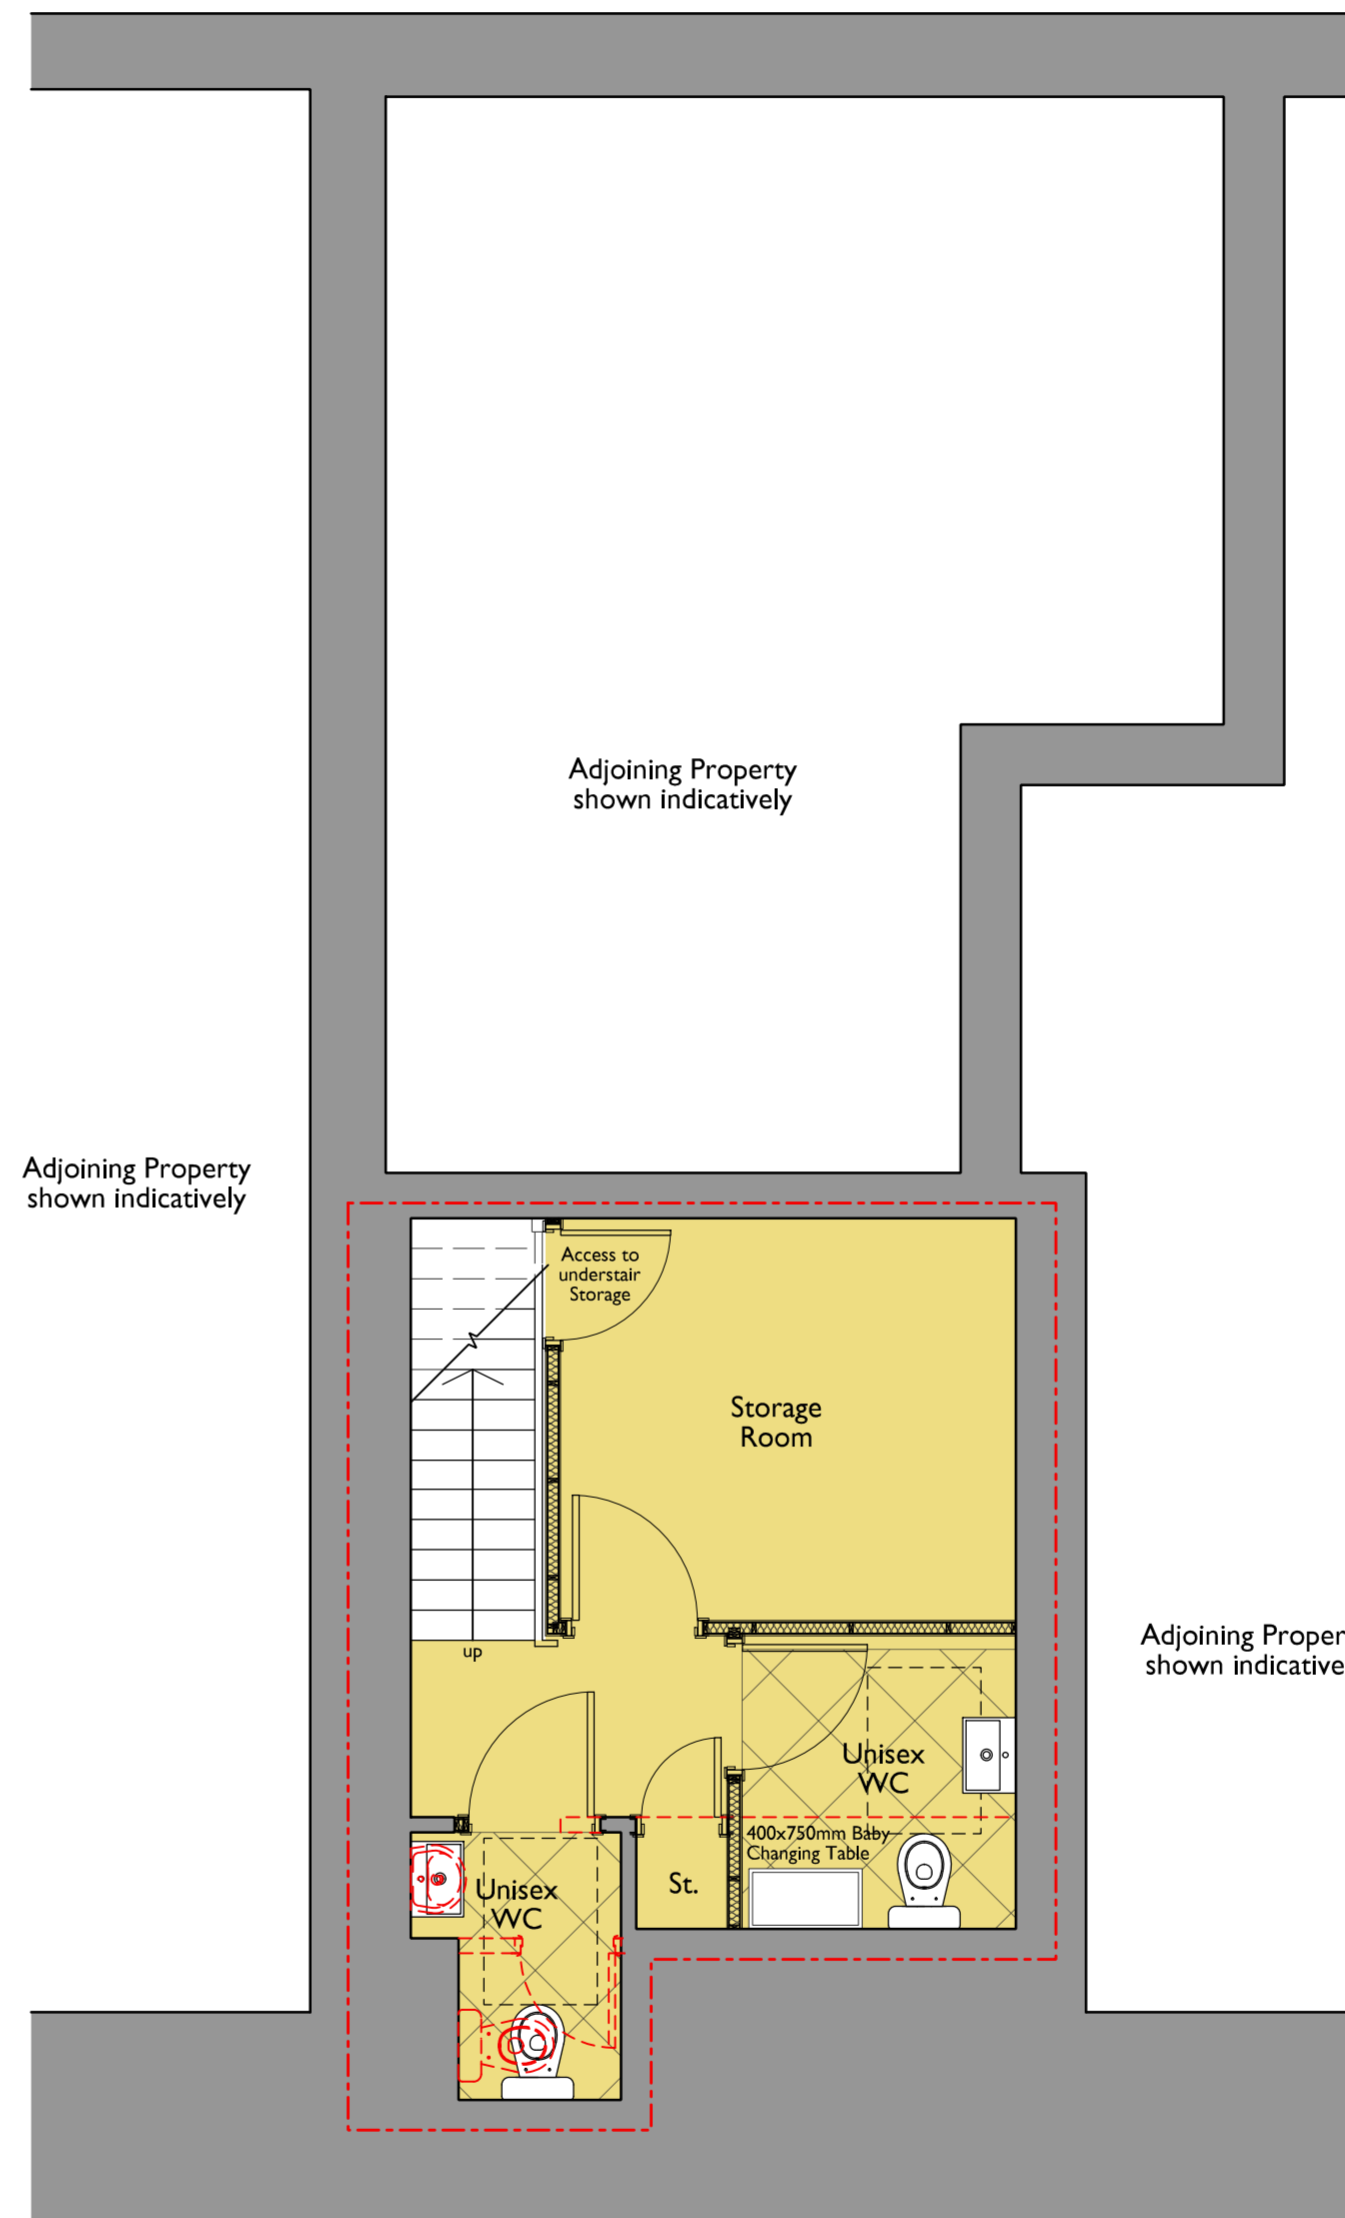 Adjoining Property
shown indicatively
Adjoining Property
shown indicatively
Access to
understair
Storage
Storage
Room
Adjoining Proper
shown indicative
up
Unisex
WC
400x750mm Baby
Changing Table
St.
Unisex
WC